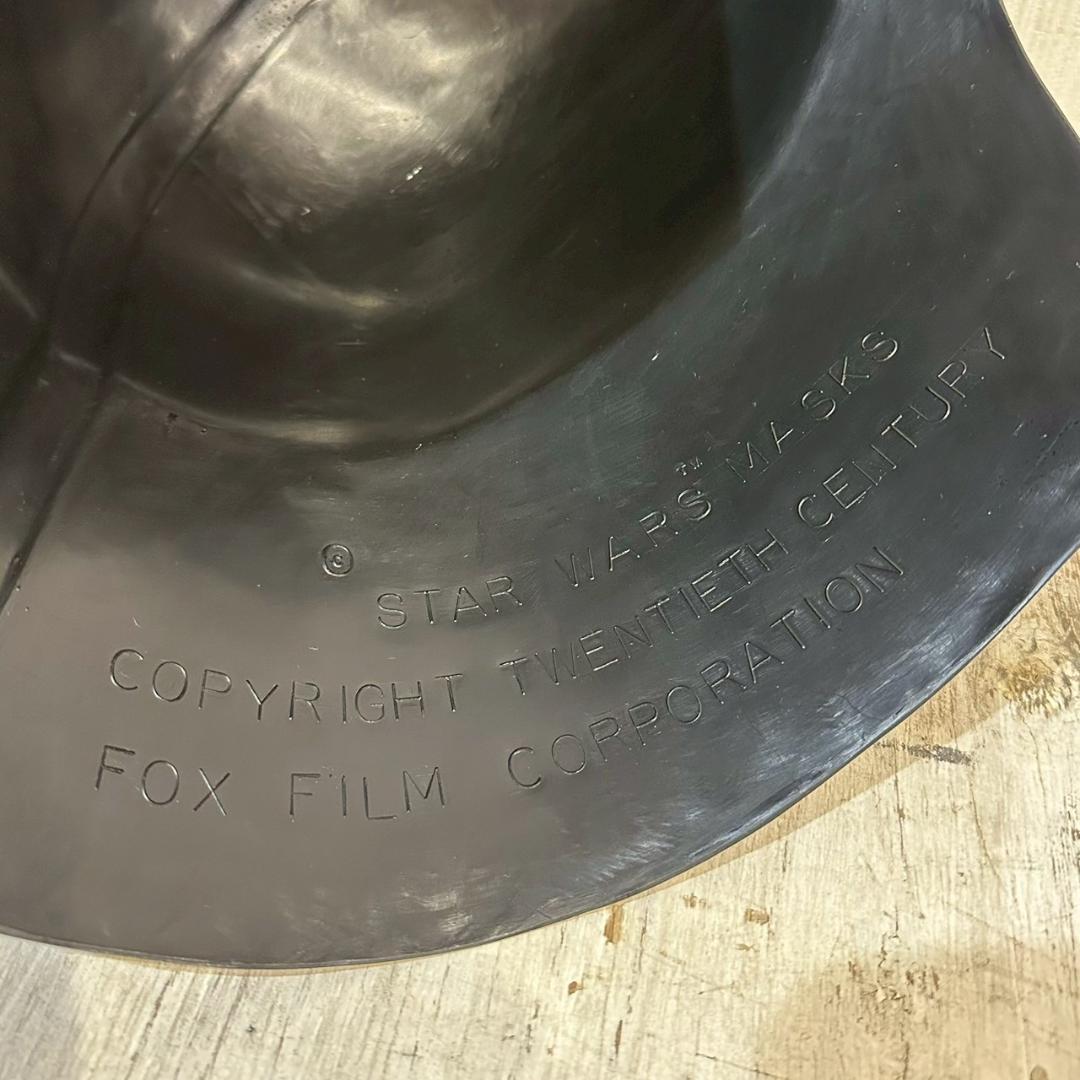 ©
STAR WARS™ MASKS
COPYRIGHT TWENTIETH CENTURY
FOX FILM CORPORATION